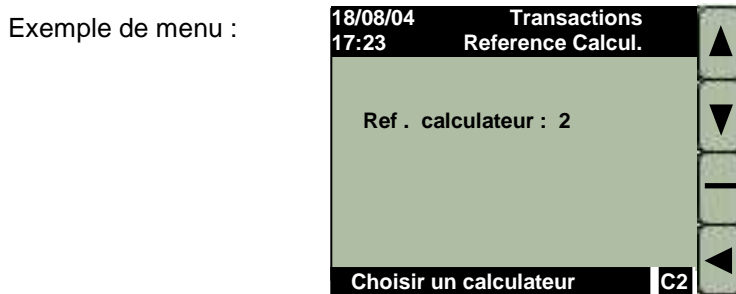 Exemple de menu :
18/08/04 Transactions
17:23 Reference Calcul.
Ref . calculateur : 2
Choisir un calculateur C2